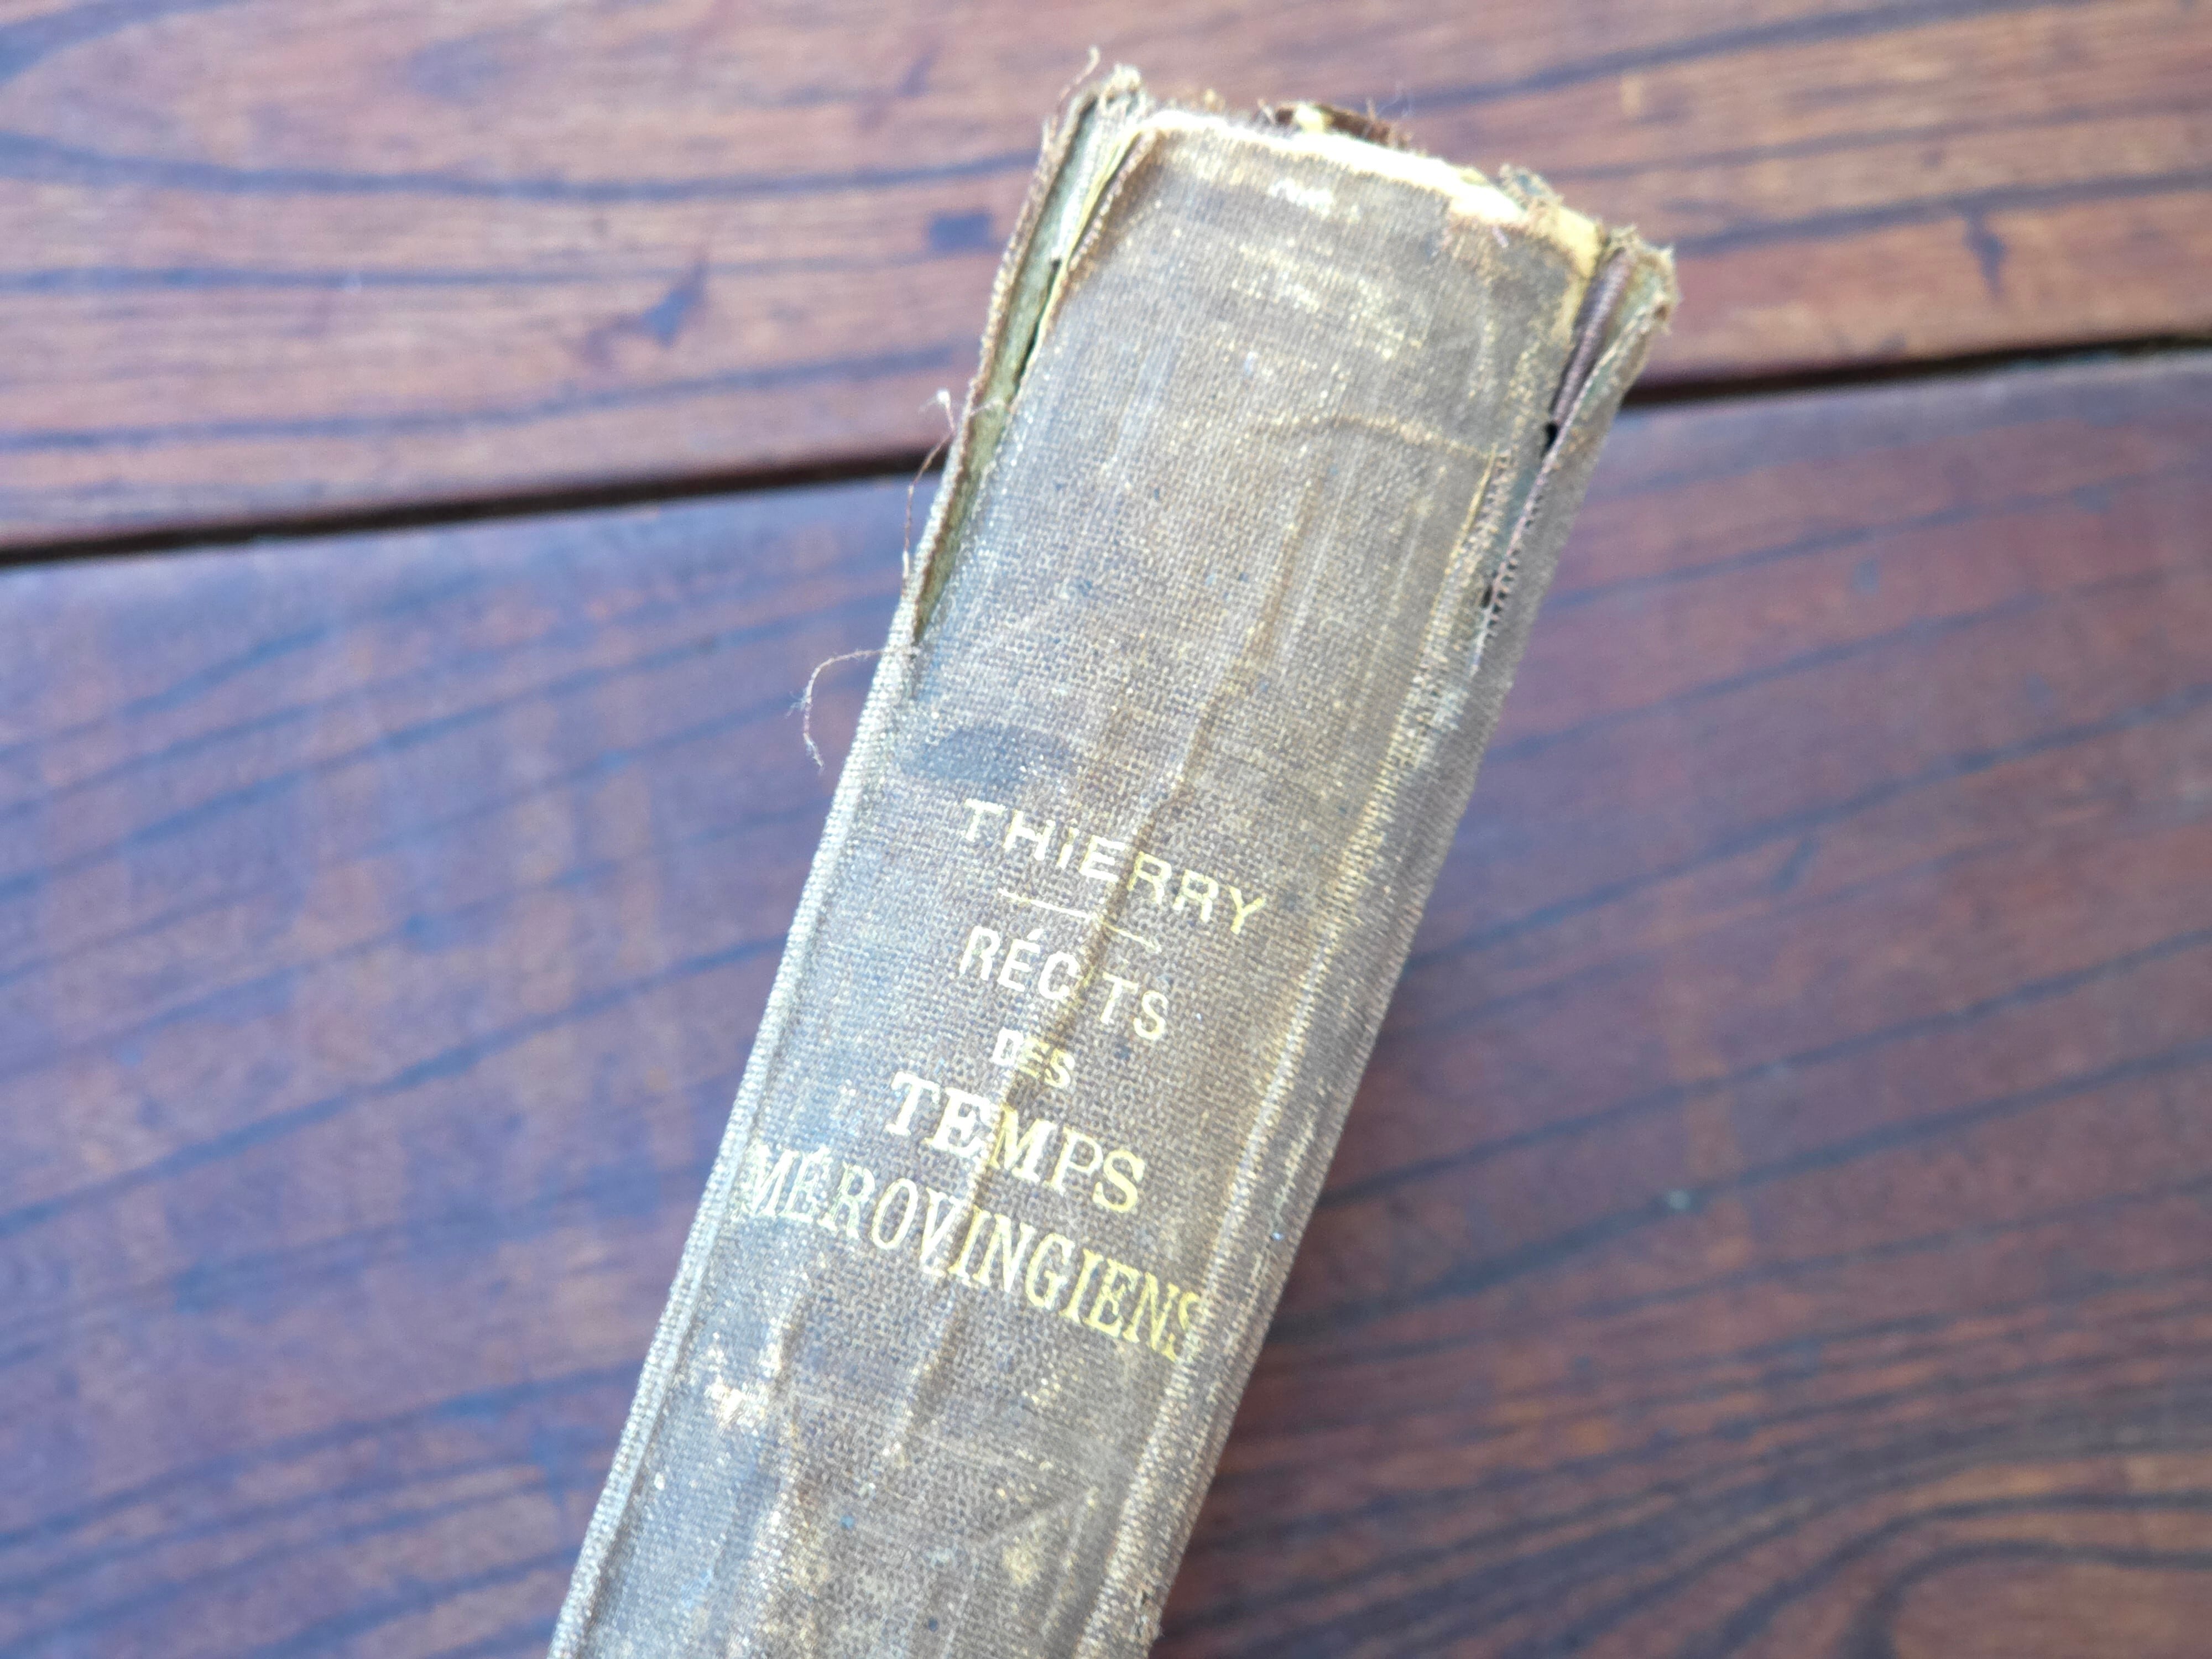 THIERRY
RÉCITS
DES
TEMPS
MÉROVINGIENS